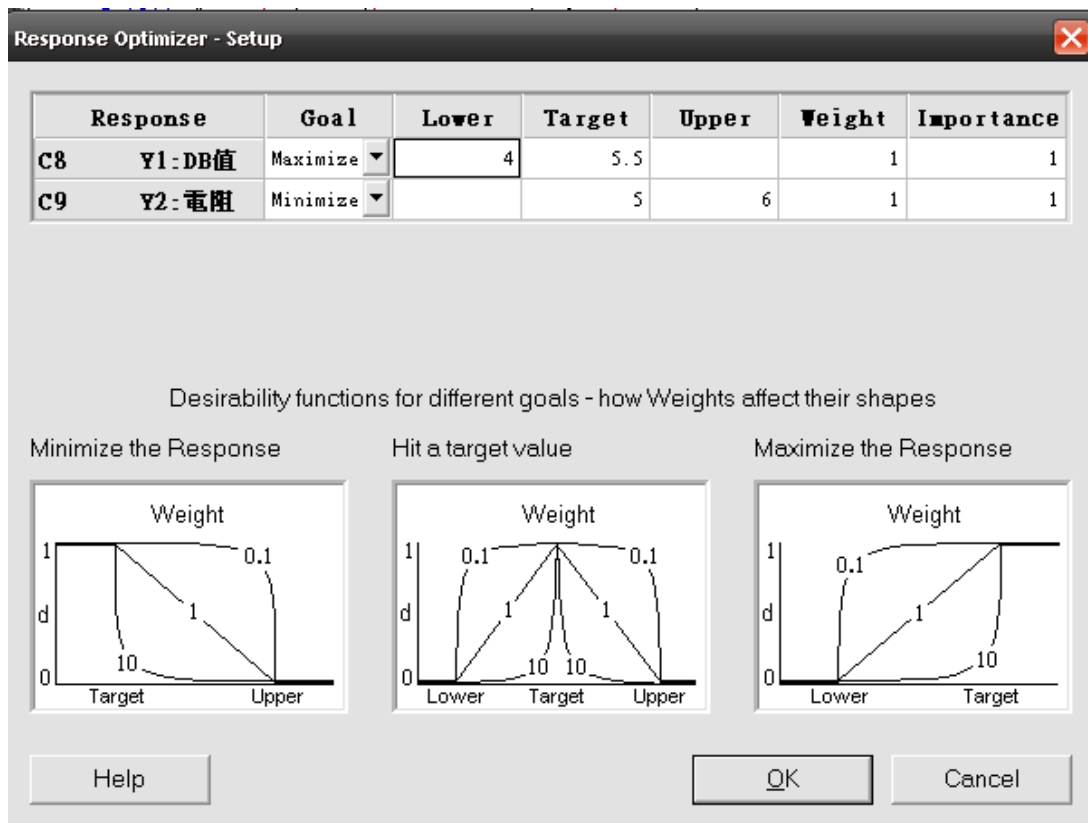 Response Optimizer - Setup
Response Goal Lower Target Upper Weight Importance
C8 Y1:DB值 Maximize 4 5.5 1 1
C9 Y2:電阻 Minimize 5 6 1 1
Desirability functions for different goals - how Weights affect their shapes
Minimize the Response Hit a target value Maximize the Response
Weight Weight Weight
1 0.1 1 0.1 0.1 1 0.1
d 1 d 1 1 d 1
0 10 0 10 10 0 10
Target Upper Lower Target Upper Lower Target
Help OK Cancel